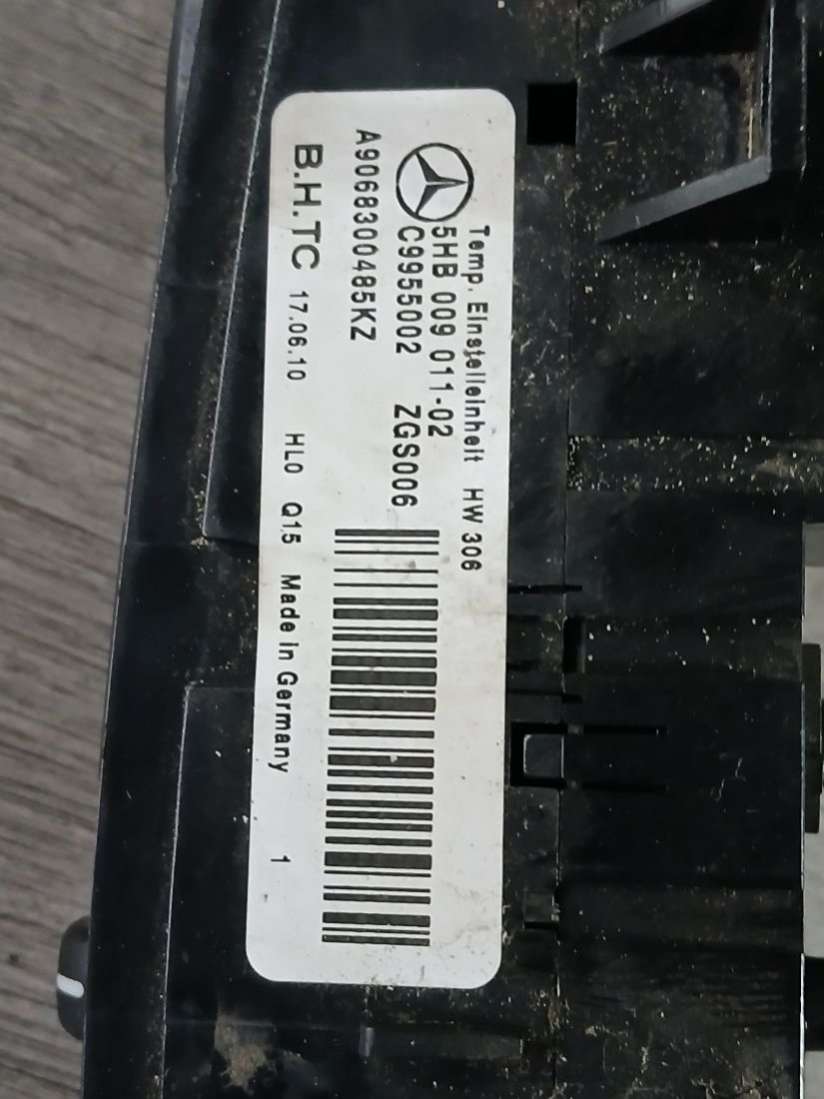 Temp. Einstelleinheit HW 306
5HB 009 011-02
C9955002 ZGS006
A9068300485KZ
B.H.TC 17.06.10 HL0 Q15 Made in Germany 1